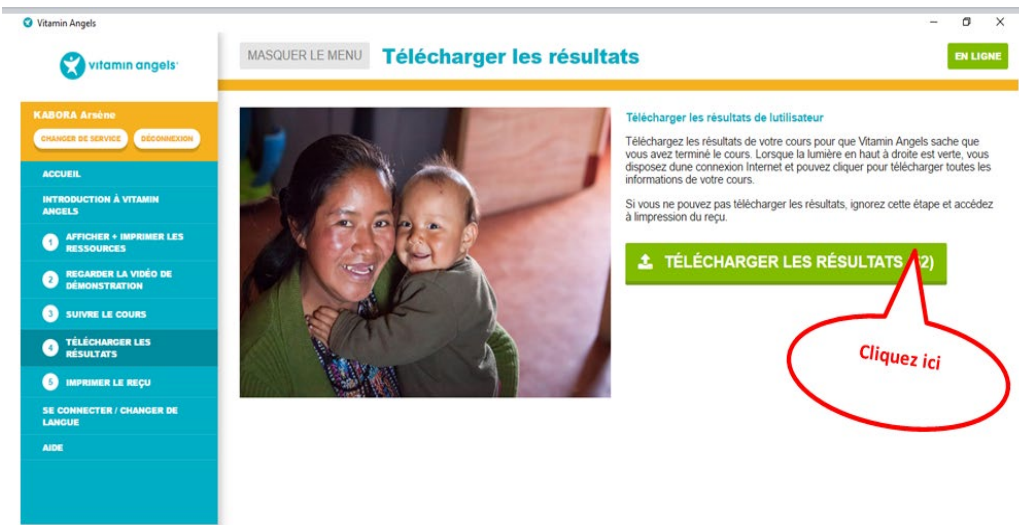 Vitamin Angels
vitamin angels
MASQUER LE MENU
Télécharger les résultats
EN LIGNE
KABORA Arsène
CHANGER DE SERVICE
DÉCONNEXION
ACCUEIL
INTRODUCTION À VITAMIN
ANGELS
1 AFFICHER + IMPRIMER LES
RESSOURCES
2 REGARDER LA VIDÉO DE
DÉMONSTRATION
3 SUIVRE LE COURS
4 TÉLÉCHARGER LES
RÉSULTATS
5 IMPRIMER LE REÇU
SE CONNECTER / CHANGER DE
LANGUE
AIDE
Télécharger les résultats de lutilisateur
Téléchargez les résultats de votre cours pour que Vitamin Angels sache que
vous avez terminé le cours. Lorsque la lumière en haut à droite est verte, vous
disposez dune connexion Internet et pouvez cliquer pour télécharger toutes les
informations de votre cours.
Si vous ne pouvez pas télécharger les résultats, ignorez cette étape et accédez
à limpression du reçu.
TÉLÉCHARGER LES RÉSULTATS
Cliquez ici